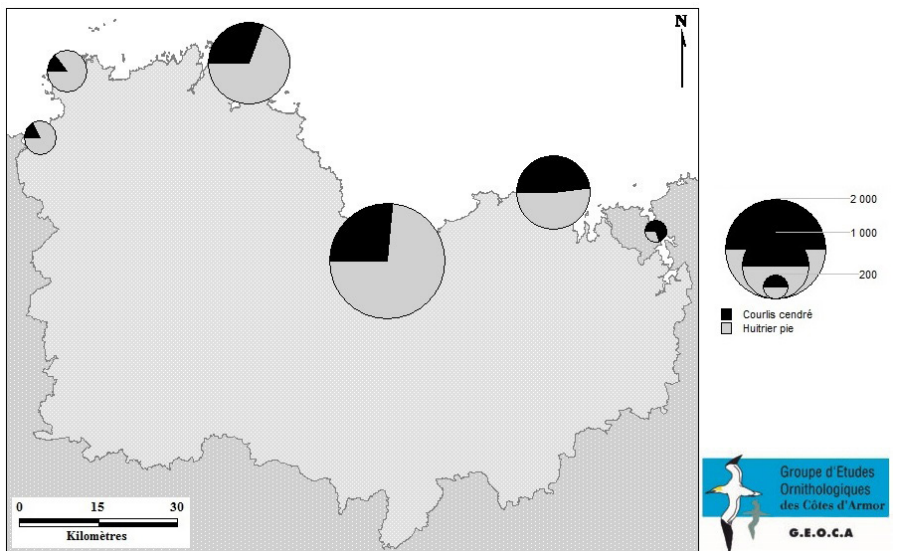 N
2 000
1 000
200
Courlis cendré
Huitrier pie
0 15 30
Kilomètres
Groupe d'Etudes
Ornithologiques
des Côtes d'Armor
G.E.O.C.A